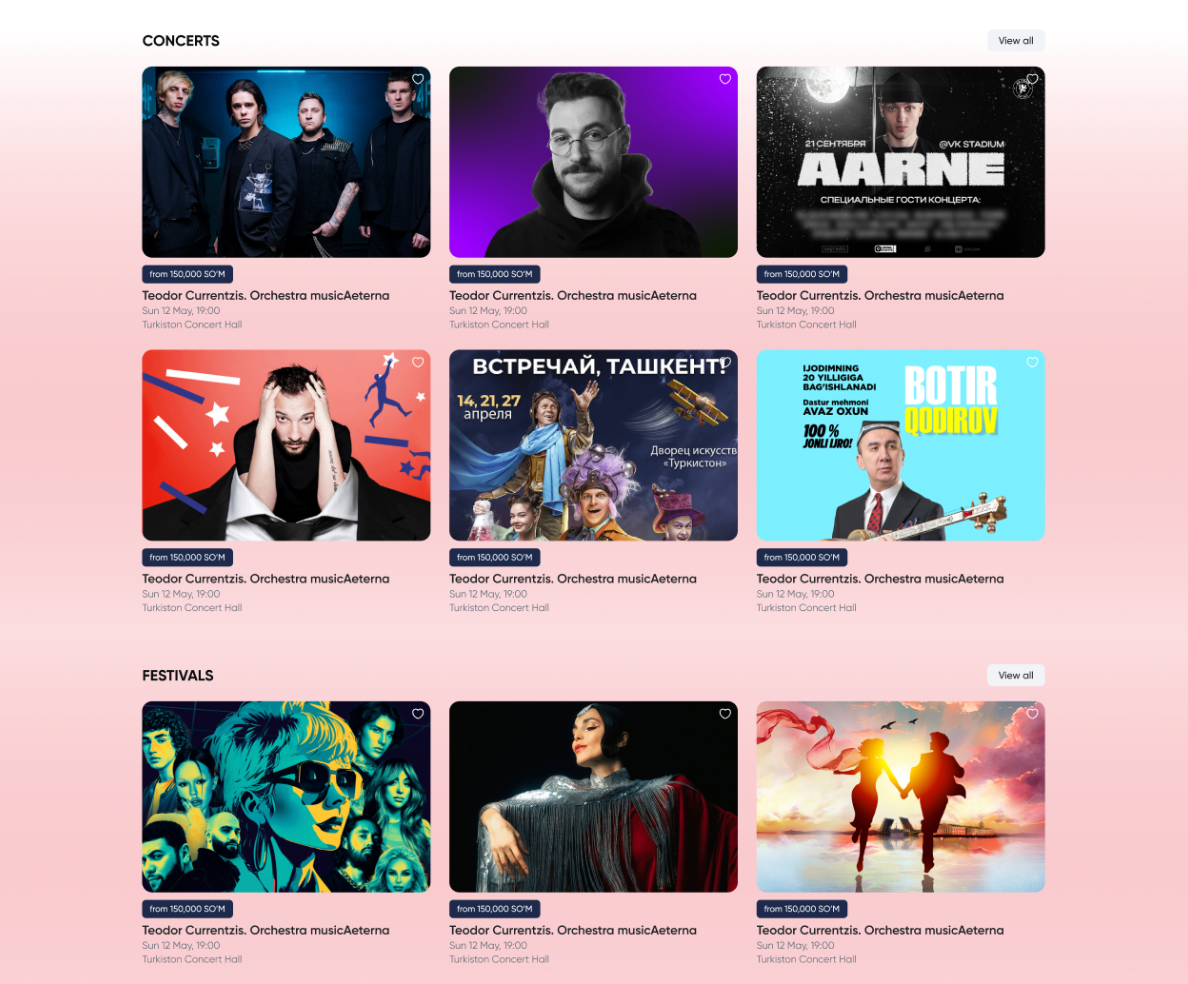 CONCERTS
View all
21 СЕНТЯБРЯ
@VK STADIUM
AARNE
СПЕЦИАЛЬНЫЕ ГОСТИ КОНЦЕРТА:
from 150,000 SO'M
from 150,000 SO'M
from 150,000 SO'M
Teodor Currentzis. Orchestra musicAeterna
Teodor Currentzis. Orchestra musicAeterna
Teodor Currentzis. Orchestra musicAeterna
Sun 12 May, 19:00
Sun 12 May, 19:00
Sun 12 May, 19:00
Turkiston Concert Hall
Turkiston Concert Hall
Turkiston Concert Hall
ВСТРЕЧАЙ, ТАШКЕНТ!
14, 21, 27
апреля
Дворец искусств
«Туркистон»
IJODIMNING
20 YILLIGIGA
BAG'ISHLANADI
Dastur mehmoni
AVAZ OXUN
100 %
JONLI IJRO!
BOTIR
QODIROV
from 150,000 SO'M
from 150,000 SO'M
from 150,000 SO'M
Teodor Currentzis. Orchestra musicAeterna
Teodor Currentzis. Orchestra musicAeterna
Teodor Currentzis. Orchestra musicAeterna
Sun 12 May, 19:00
Sun 12 May, 19:00
Sun 12 May, 19:00
Turkiston Concert Hall
Turkiston Concert Hall
Turkiston Concert Hall
FESTIVALS
View all
from 150,000 SO'M
from 150,000 SO'M
from 150,000 SO'M
Teodor Currentzis. Orchestra musicAeterna
Teodor Currentzis. Orchestra musicAeterna
Teodor Currentzis. Orchestra musicAeterna
Sun 12 May, 19:00
Sun 12 May, 19:00
Sun 12 May, 19:00
Turkiston Concert Hall
Turkiston Concert Hall
Turkiston Concert Hall